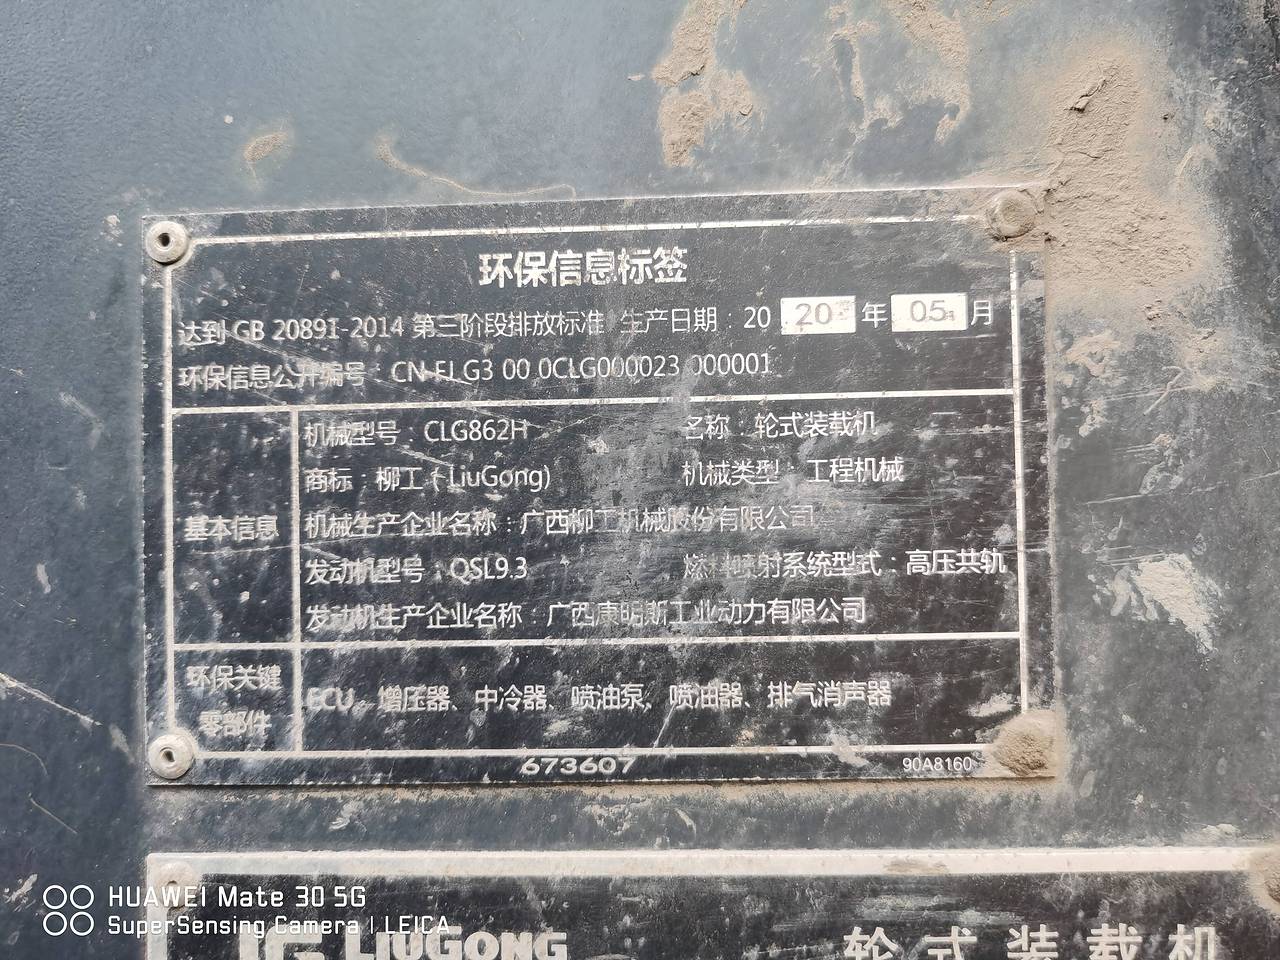 环保信息标签
达到 GB 20891-2014 第三阶段排放标准 生产日期：20 20 年 05 月
环保信息公开编号：CN FL G3 00 0CLG000023 000001
基本信息
机械型号：CLG862H 名称：轮式装载机
商标：柳工（LiuGong) 机械类型：工程机械
机械生产企业名称：广西柳工机械股份有限公司
发动机型号：QSL9.3 燃料喷射系统型式：高压共轨
发动机生产企业名称：广西康明斯工业动力有限公司
环保关键
零部件
ECU、增压器、中冷器、喷油泵、喷油器、排气消声器
673607 90A8160
LIUGONG 轮式装载机
HUAWEI Mate 30 5G
SuperSensing Camera | LEICA